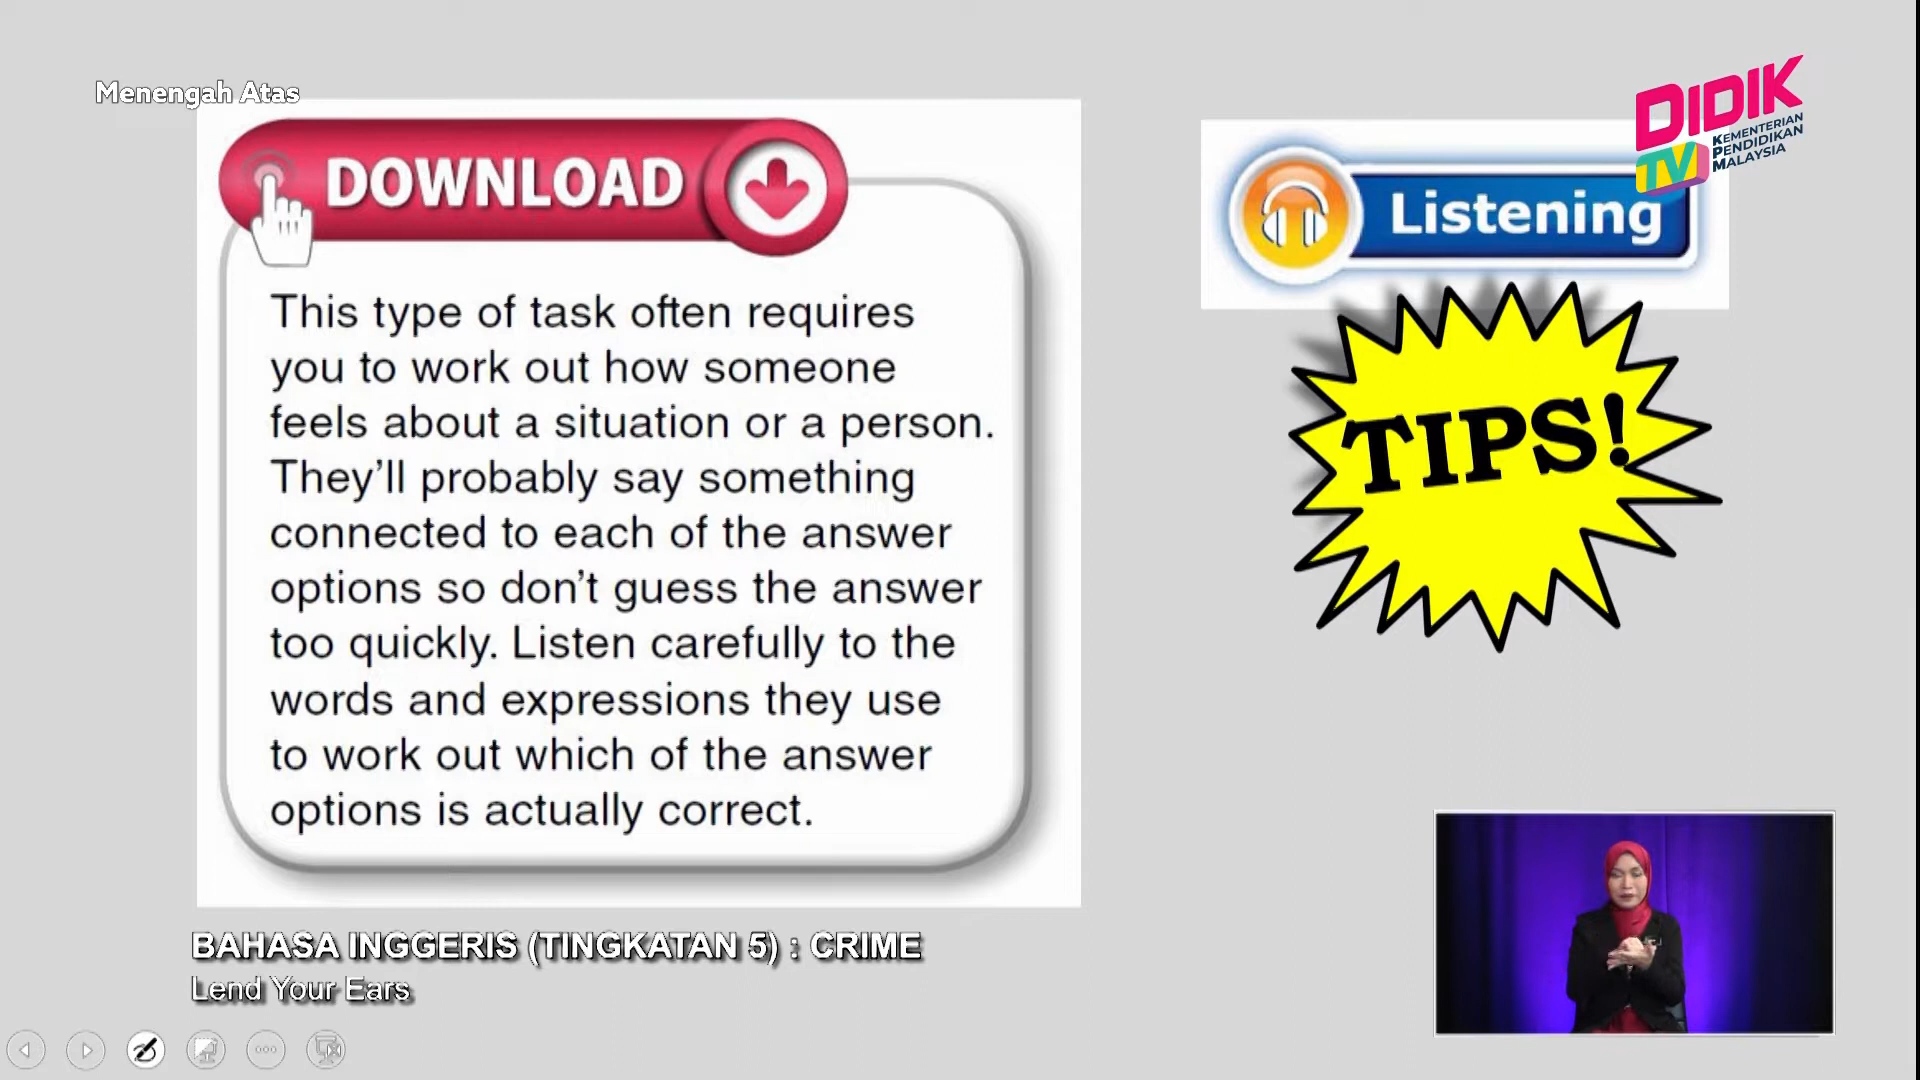 Menengah Atas
DOWNLOAD
This type of task often requires
you to work out how someone
feels about a situation or a person.
They'll probably say something
connected to each of the answer
options so don't guess the answer
too quickly. Listen carefully to the
words and expressions they use
to work out which of the answer
options is actually correct.
DIDIK
TV
KEMENTERIAN
PENDIDIKAN
MALAYSIA
Listening
TIPS!
BAHASA INGGERIS (TINGKATAN 5) : CRIME
Lend Your Ears